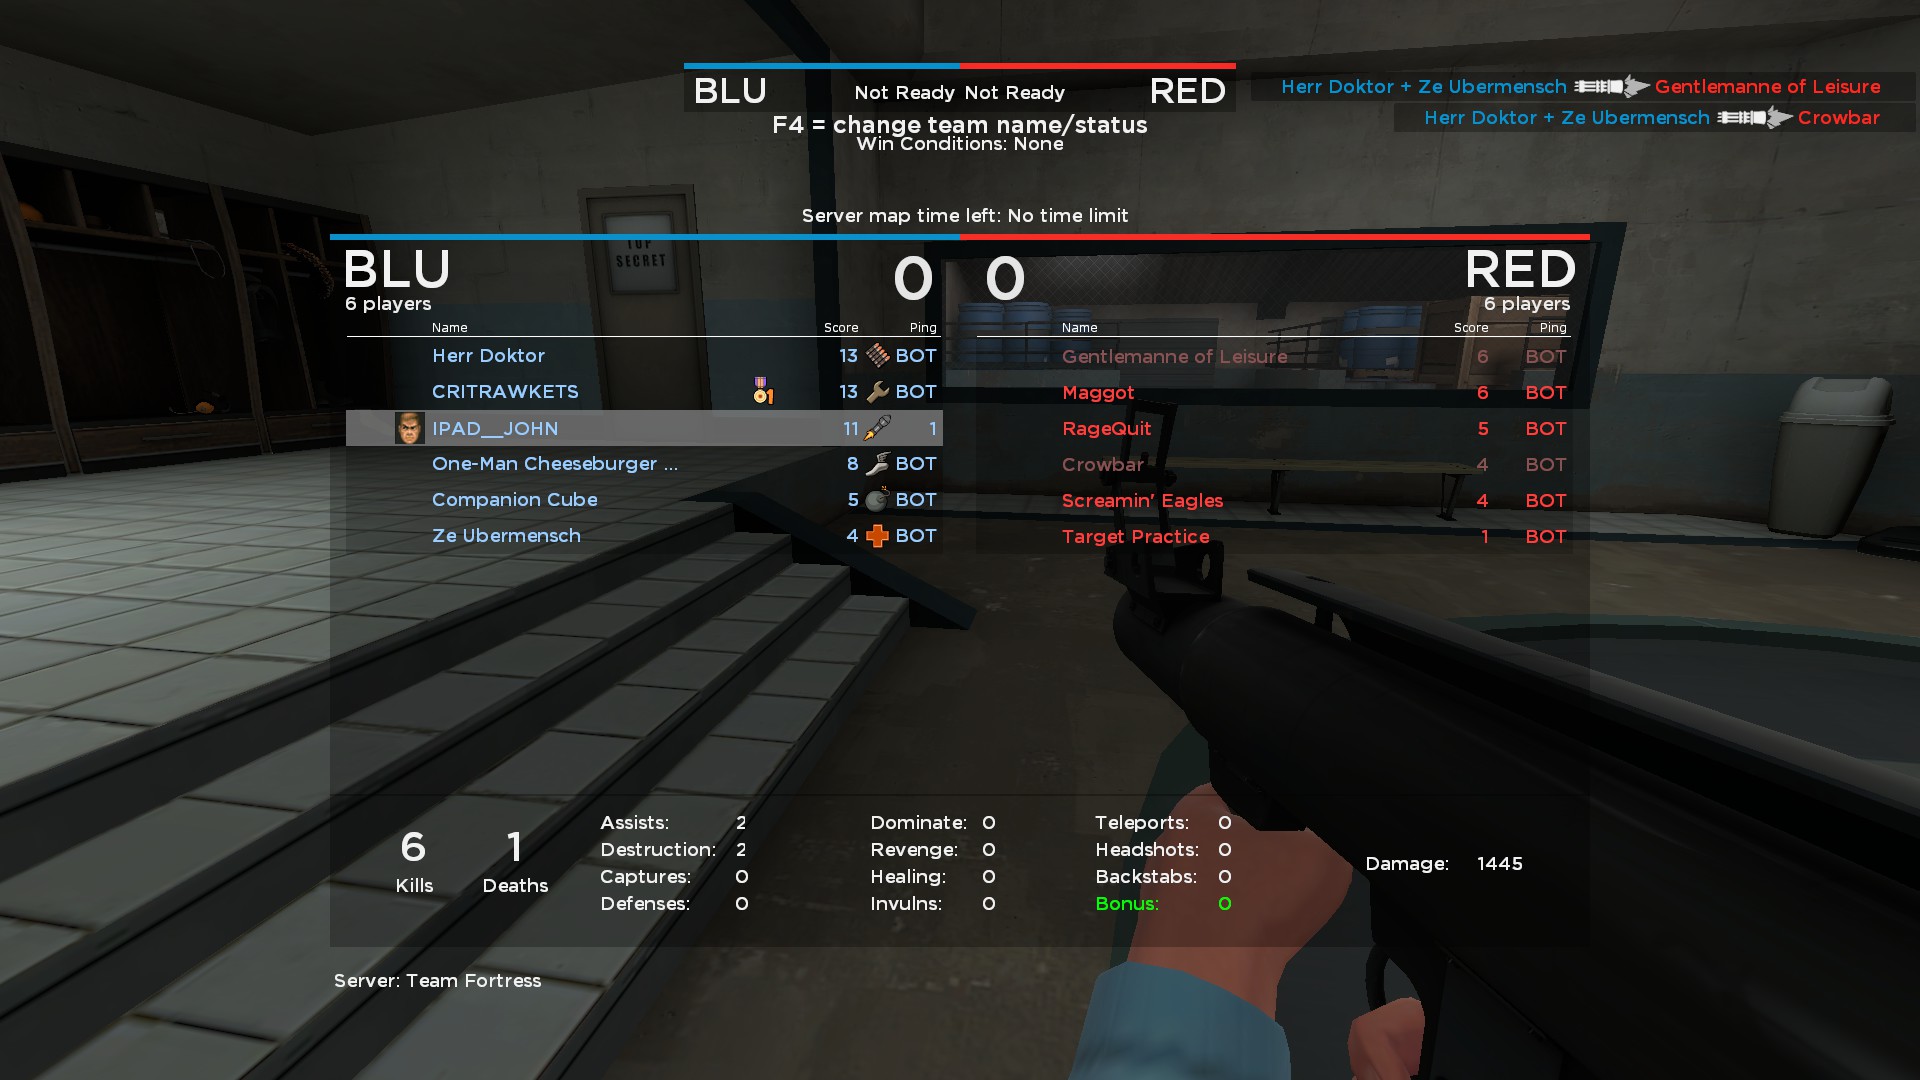 BLU Not Ready Not Ready RED
F4 = change team name/status
Win Conditions: None
Herr Doktor + Ze Ubermensch Gentlemanne of Leisure
Herr Doktor + Ze Ubermensch Crowbar
Server map time left: No time limit
BLU 0 0 RED
6 players 6 players
TOP
SECRET
Name Score Ping Name Score Ping
Herr Doktor 13 BOT Gentlemanne of Leisure 6 BOT
CRITRAWKETS 1 13 BOT Maggot 6 BOT
IPAD__JOHN 11 1 RageQuit 5 BOT
One-Man Cheeseburger ... 8 BOT Crowbar 4 BOT
Companion Cube 5 BOT Screamin' Eagles 4 BOT
Ze Ubermensch 4 BOT Target Practice 1 BOT
6 Kills
1 Deaths
Assists: 2 Dominate: 0 Teleports: 0
Destruction: 2 Revenge: 0 Headshots: 0
Captures: 0 Healing: 0 Backstabs: 0
Defenses: 0 Invulns: 0 Bonus: 0
Damage: 1445
Server: Team Fortress